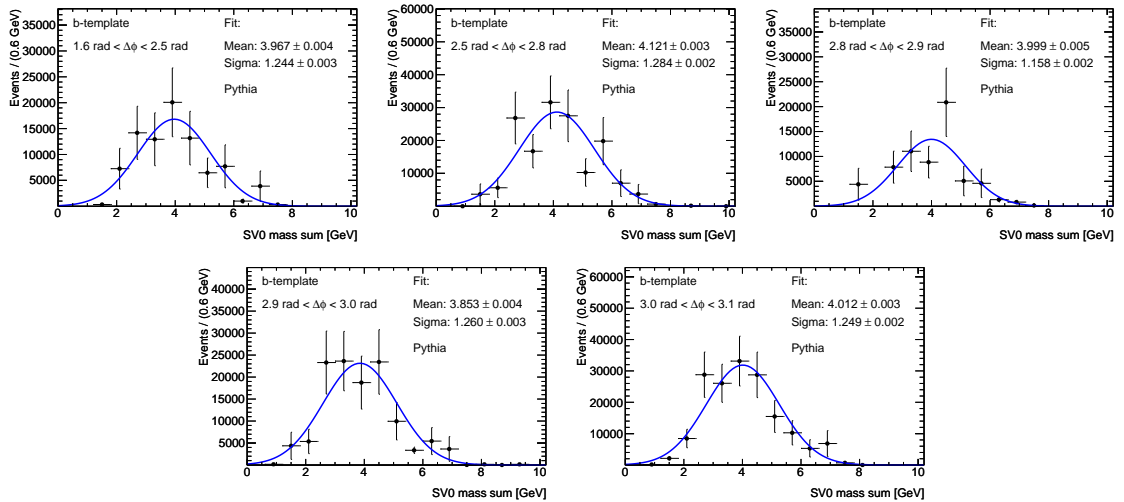 Events / (0.6 GeV)
35000
30000
25000
20000
15000
10000
5000
b-template
Fit:
1.6 rad < Δϕ < 2.5 rad
Mean: 3.967 ± 0.004
Sigma: 1.244 ± 0.003
Pythia
0 2 4 6 8 10
SV0 mass sum [GeV]
Events / (0.6 GeV)
60000
50000
40000
30000
20000
10000
b-template
Fit:
2.5 rad < Δϕ < 2.8 rad
Mean: 4.121 ± 0.003
Sigma: 1.284 ± 0.002
Pythia
0 2 4 6 8 10
SV0 mass sum [GeV]
Events / (0.6 GeV)
35000
30000
25000
20000
15000
10000
5000
b-template
Fit:
2.8 rad < Δϕ < 2.9 rad
Mean: 3.999 ± 0.005
Sigma: 1.158 ± 0.002
Pythia
0 2 4 6 8 10
SV0 mass sum [GeV]
Events / (0.6 GeV)
40000
35000
30000
25000
20000
15000
10000
5000
b-template
Fit:
2.9 rad < Δϕ < 3.0 rad
Mean: 3.853 ± 0.004
Sigma: 1.260 ± 0.003
Pythia
0 2 4 6 8 10
SV0 mass sum [GeV]
Events / (0.6 GeV)
60000
50000
40000
30000
20000
10000
b-template
Fit:
3.0 rad < Δϕ < 3.1 rad
Mean: 4.012 ± 0.003
Sigma: 1.249 ± 0.002
Pythia
0 2 4 6 8 10
SV0 mass sum [GeV]